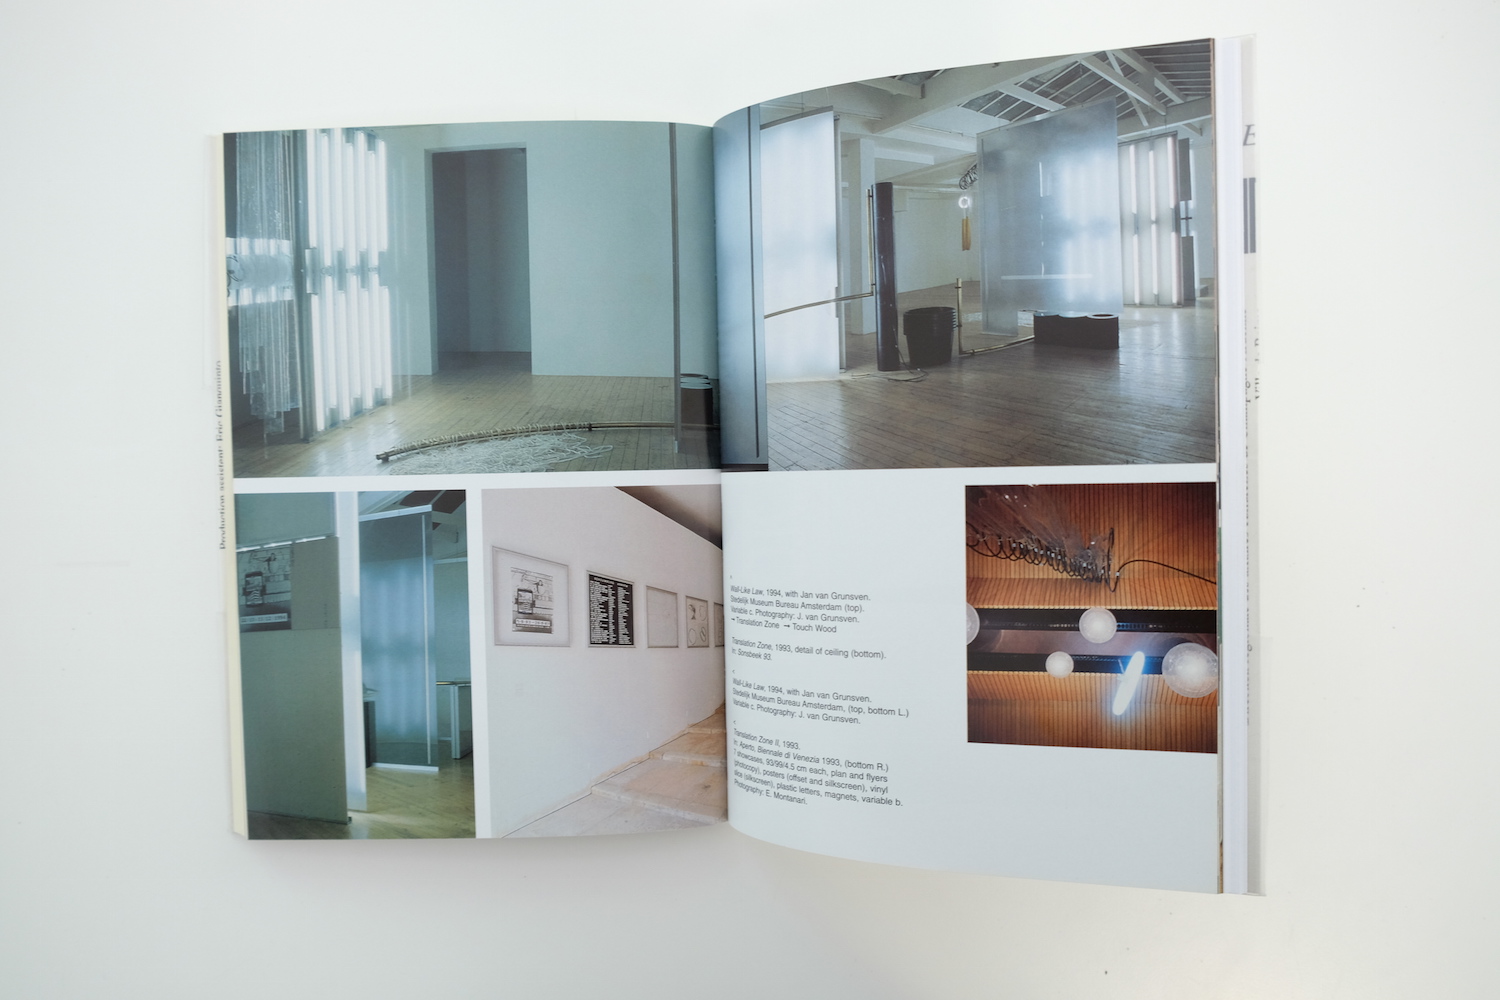 Production assistent: Eric Giannunto
Wall-Like Law, 1994, with Jan van Grunsven.
Stedelijk Museum Bureau Amsterdam (top).
Variable c. Photography: J. van Grunsven.
→ Translation Zone → Touch Wood
Translation Zone, 1993, detail of ceiling (bottom).
In: Sonsbeek 93.
Wall-Like Law, 1994, with Jan van Grunsven.
Stedelijk Museum Bureau Amsterdam, (top, bottom L.)
Variable c. Photography: J. van Grunsven.
Translation Zone II, 1993.
In: Aperto, Biennale di Venezia 1993, (bottom R.)
7 showcases, 93/99/4.5 cm each, plan and flyers
(photocopy), posters (offset and silkscreen), vinyl
dice (silkscreen), plastic letters, magnets, variable b.
Photography: E. Montanari.